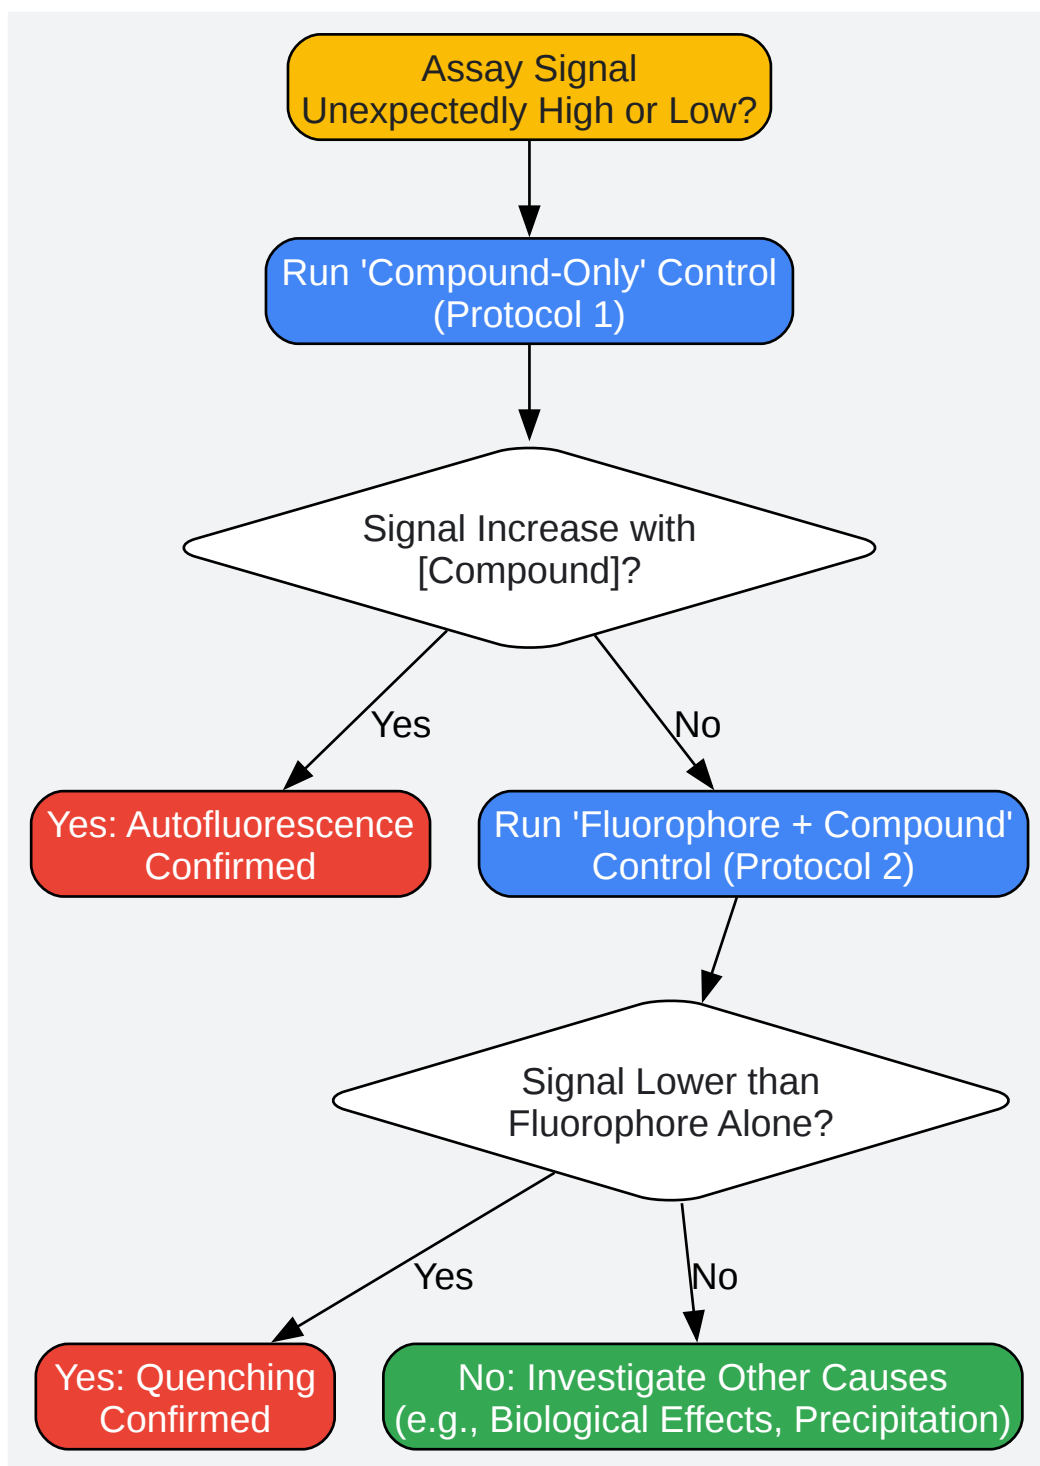 Assay Signal
Unexpectedly High or Low?
Run 'Compound-Only' Control
(Protocol 1)
Signal Increase with
[Compound]?
Yes
No
Yes: Autofluorescence
Confirmed
Run 'Fluorophore + Compound'
Control (Protocol 2)
Signal Lower than
Fluorophore Alone?
Yes
No
Yes: Quenching
Confirmed
No: Investigate Other Causes
(e.g., Biological Effects, Precipitation)